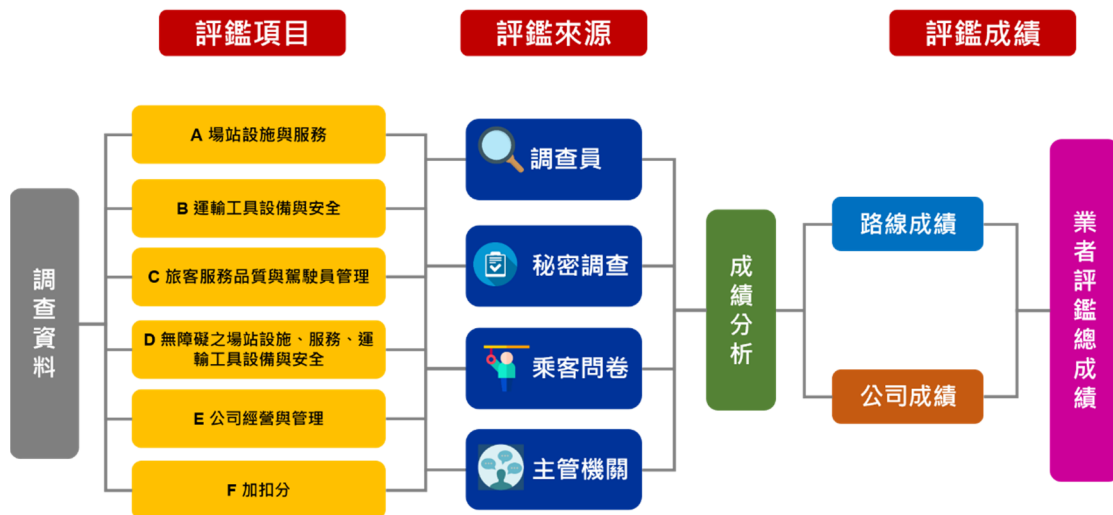 評鑑項目
評鑑來源
評鑑成績
調查資料
A 場站設施與服務
B 運輸工具設備與安全
C 旅客服務品質與駕駛員管理
D 無障礙之場站設施、服務、運
輸工具設備與安全
E 公司經營與管理
F 加扣分
調查員
秘密調查
乘客問卷
主管機關
成績分析
路線成績
公司成績
業者評鑑總成績